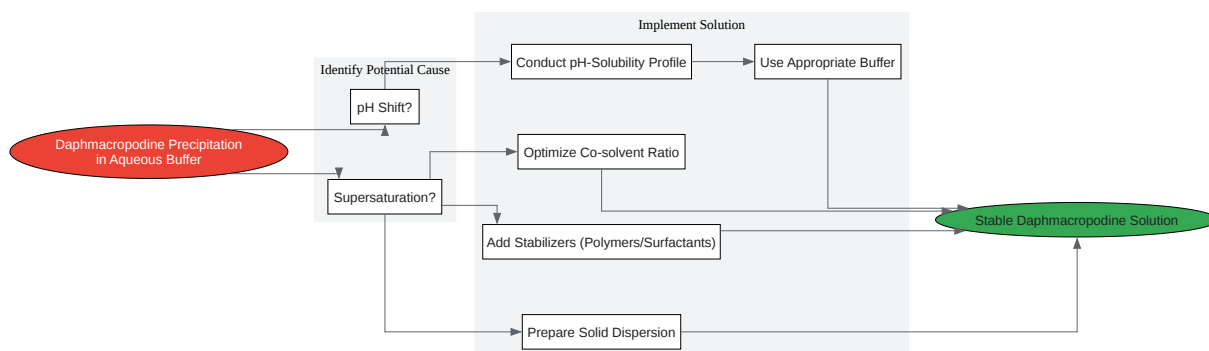 Implement Solution
Identify Potential Cause
Conduct pH-Solubility Profile
Use Appropriate Buffer
pH Shift?
Daphmacropodine Precipitation
in Aqueous Buffer
Optimize Co-solvent Ratio
Supersaturation?
Stable Daphmacropodine Solution
Add Stabilizers (Polymers/Surfactants)
Prepare Solid Dispersion